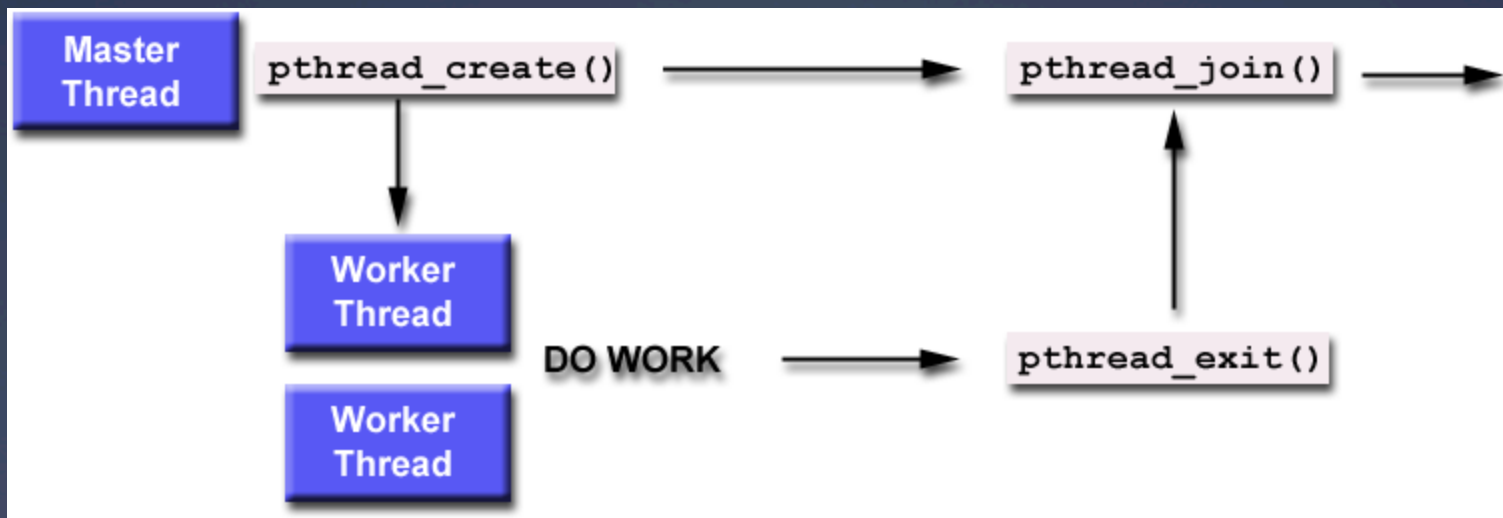 Master
Thread
pthread_create()
pthread_join()
Worker
Thread
DO WORK
pthread_exit()
Worker
Thread